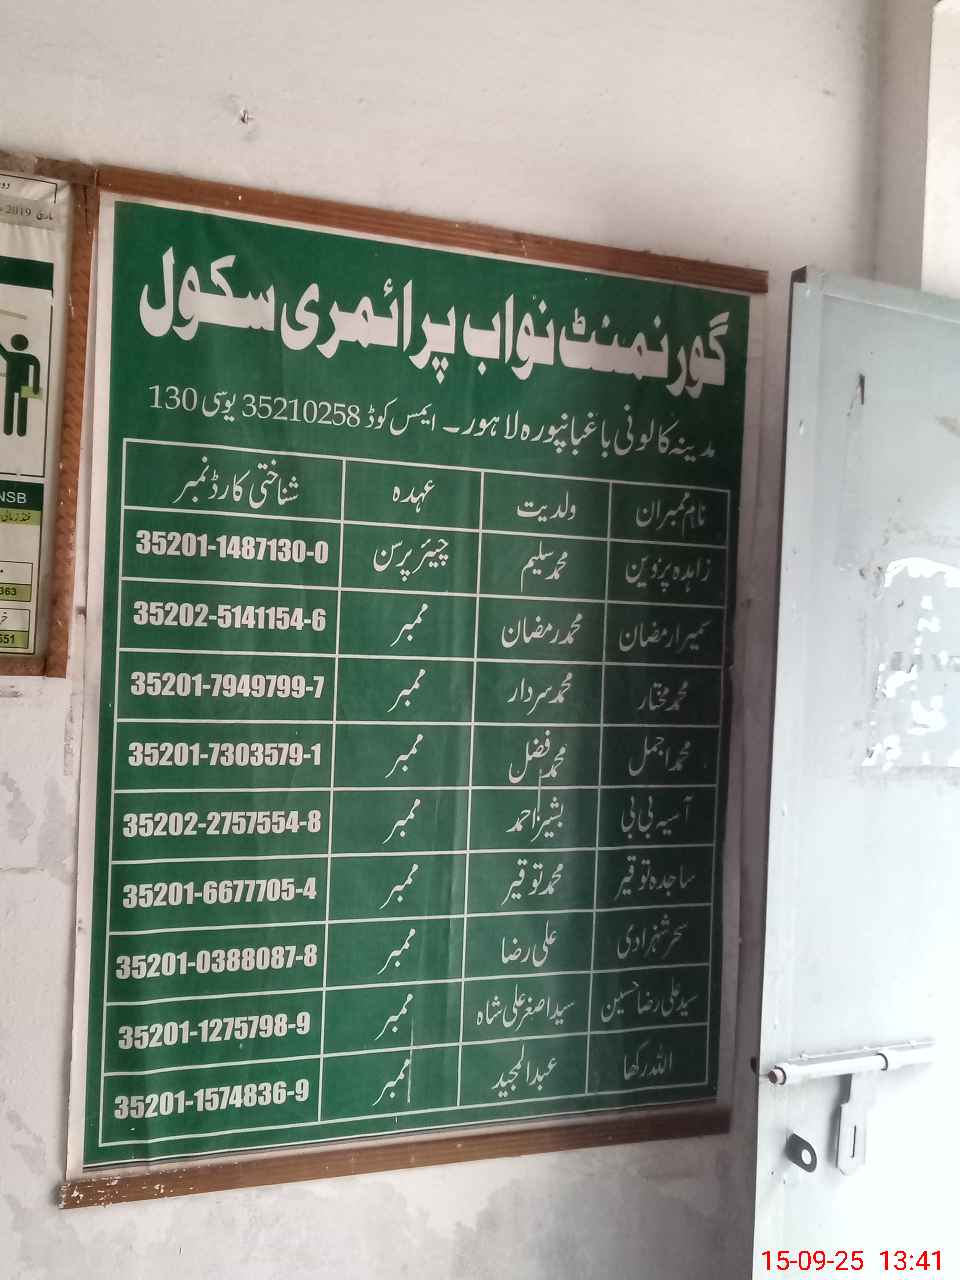 گورنمنٹ نواب پرائمری سکول
مدینہ کالونی باغبانپورہ لاہور۔ ایمس کوڈ 35210258 یوسی 130
نام ممبران ولدیت عہدہ شناختی کارڈ نمبر
زاہدہ پروین محمد سلیم چیئرپرسن 35201-1487130-0
سمیرا رمضان محمد رمضان ممبر 35202-5141154-6
محمد مختار محمد سردار ممبر 35201-7949799-7
محمد اجمل محمد فضل ممبر 35201-7303579-1
آسیہ بی بی بشیر احمد ممبر 35202-2757554-8
ساجدہ توقیر محمد توقیر ممبر 35201-6677705-4
سحر شہزادی علی رضا ممبر 35201-0388087-8
سید علی رضا حسین سید اصغر علی شاہ ممبر 35201-1275798-9
اللہ رکھا عبدالمجید ممبر 35201-1574836-9
مارچ 2019
NSB
363
551
15-09-25 13:41